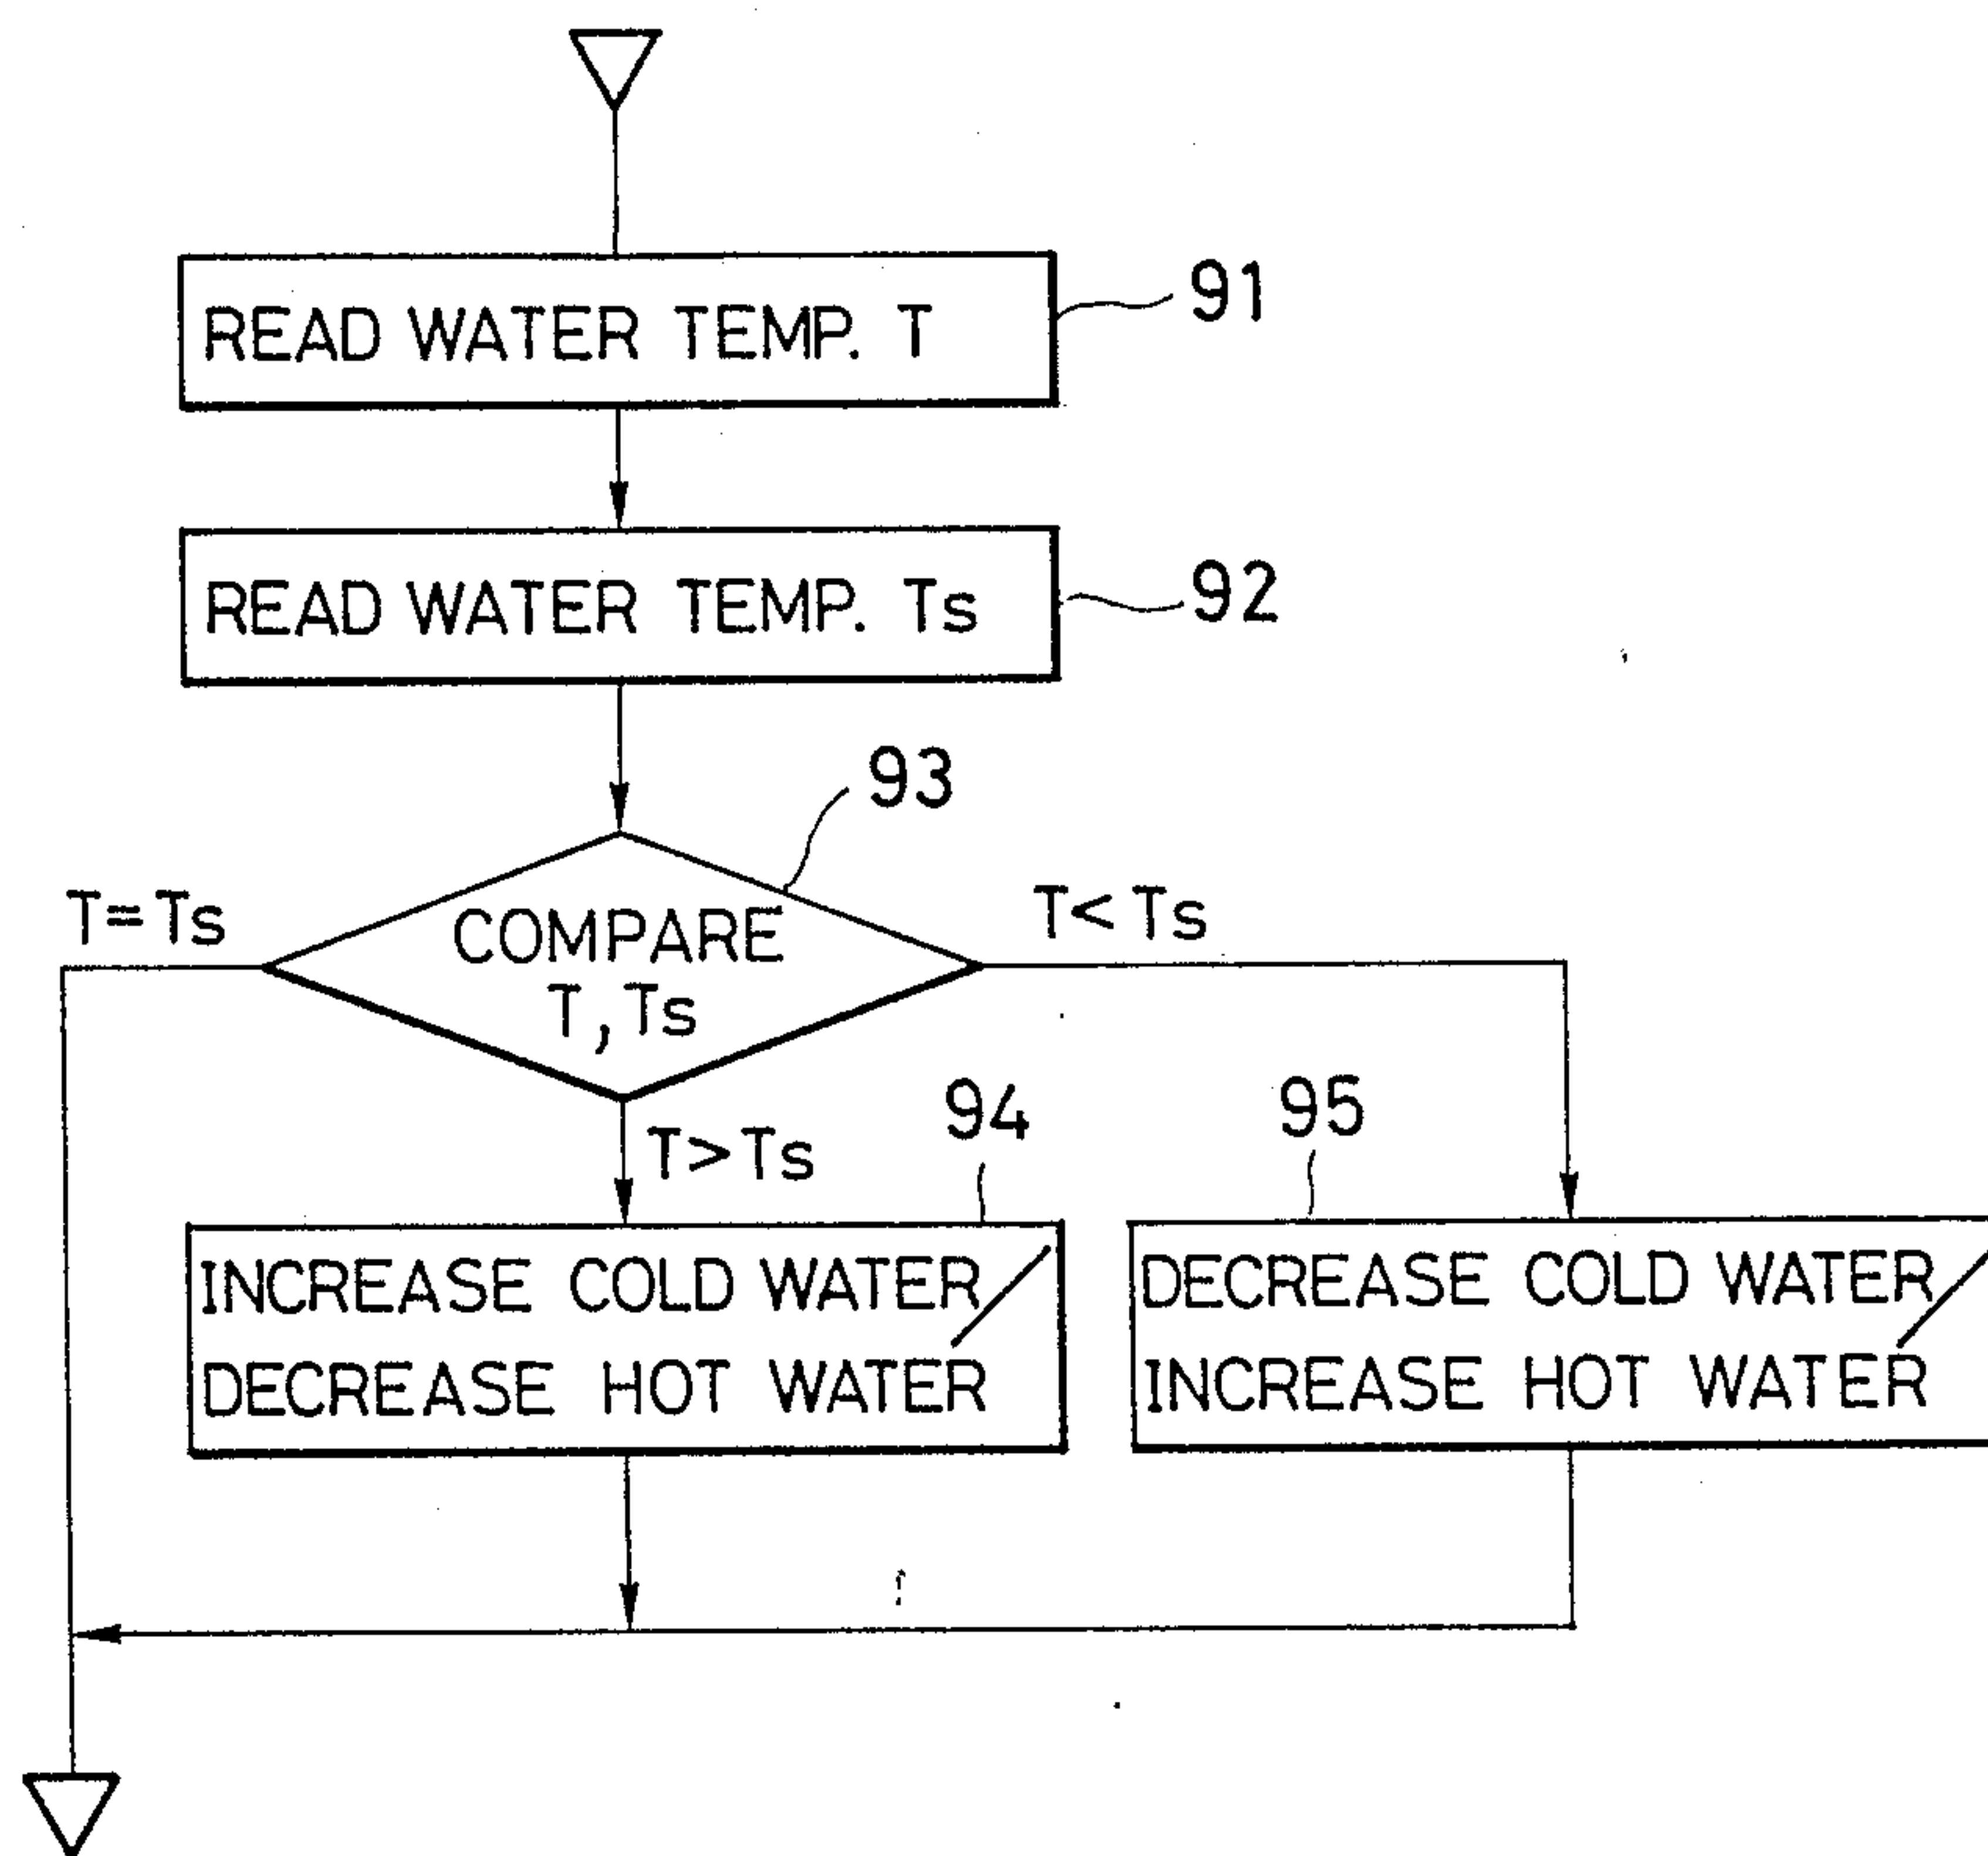 READ WATER TEMP. T
91
READ WATER TEMP. Ts
92
93
T=Ts
COMPARE
T,Ts
T<Ts
T>Ts
94
95
INCREASE COLD WATER/
DECREASE HOT WATER
DECREASE COLD WATER/
INCREASE HOT WATER